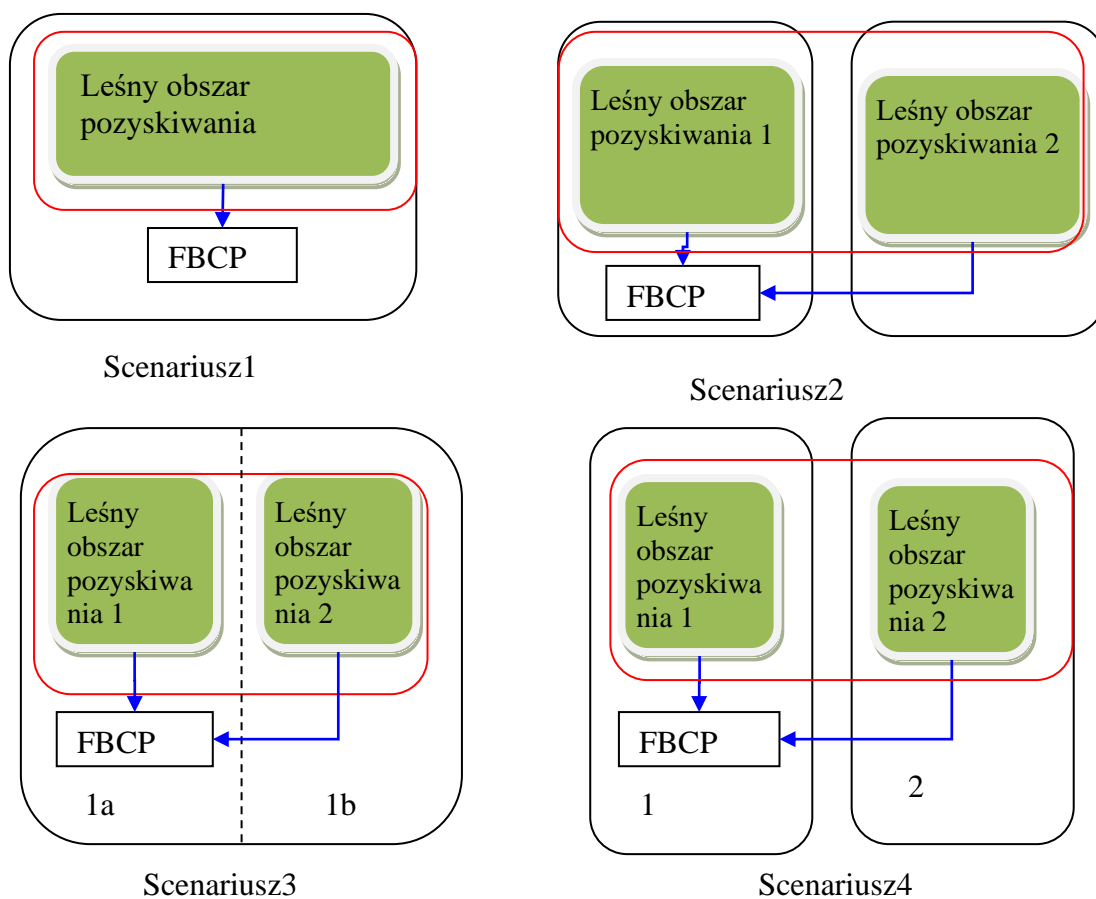 Leśny obszar
pozyskiwania
FBCP
Scenariusz1
Leśny obszar
pozyskiwania 1
Leśny obszar
pozyskiwania 2
FBCP
Scenariusz2
Leśny
obszar
pozyskiwa
nia 1
Leśny
obszar
pozyskiwa
nia 2
FBCP
1a
1b
Scenariusz3
Leśny
obszar
pozyskiwa
nia 1
Leśny
obszar
pozyskiwa
nia 2
FBCP
1
2
Scenariusz4